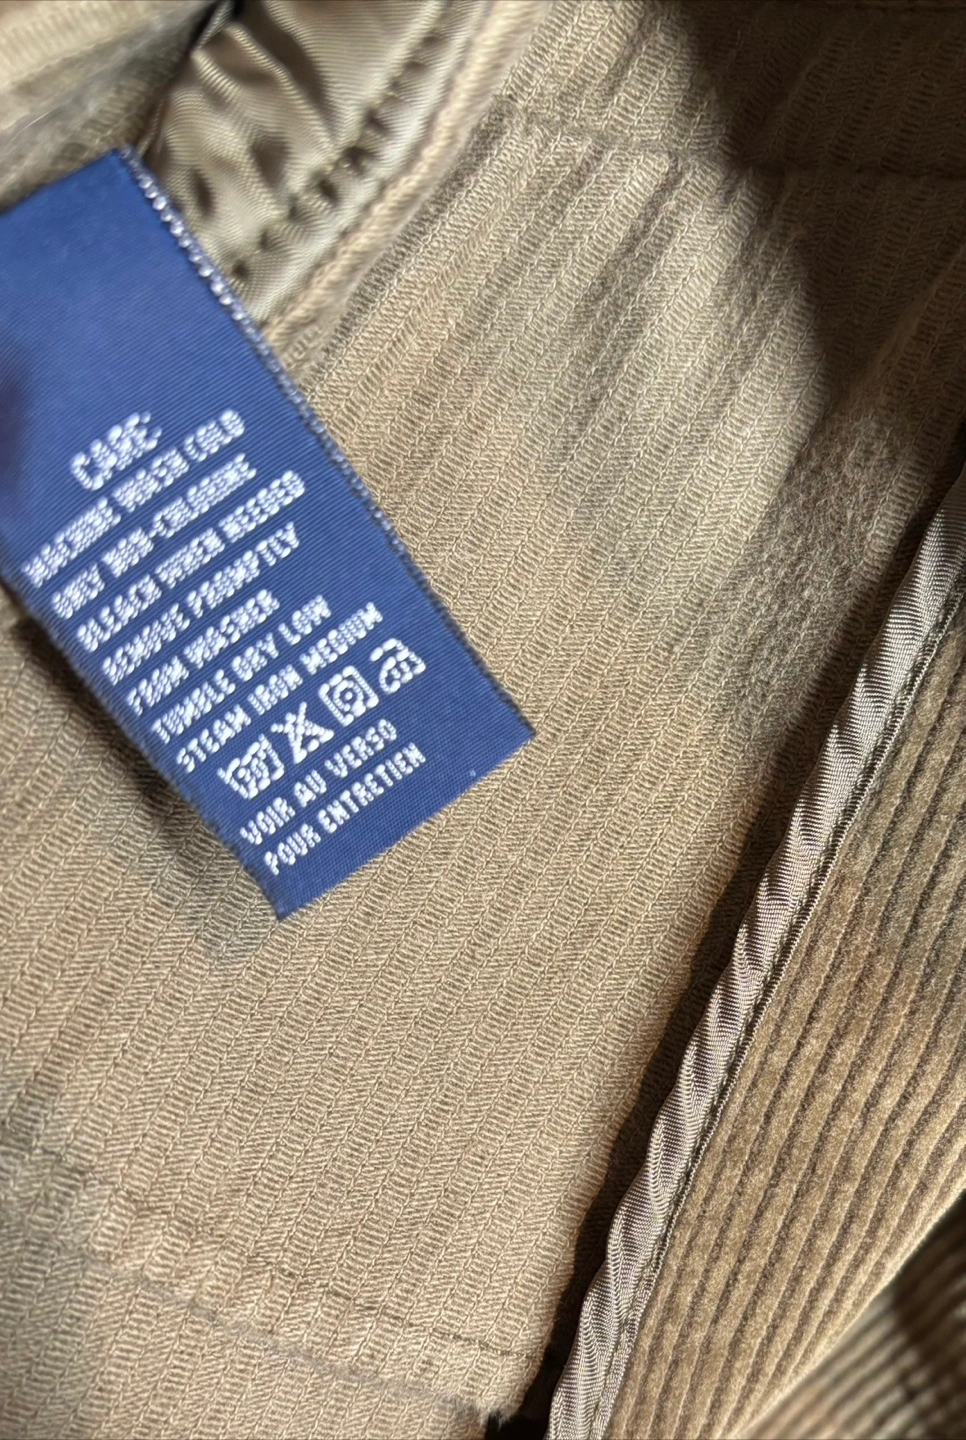 CARE:
MACHINE WASH COLD
ONLY NON-CHLORINE
BLEACH WHEN NEEDED
REMOVE PROMPTLY
FROM WASHER
TUMBLE DRY LOW
STEAM IRON MEDIUM
VOIR AU VERSO
POUR ENTRETIEN